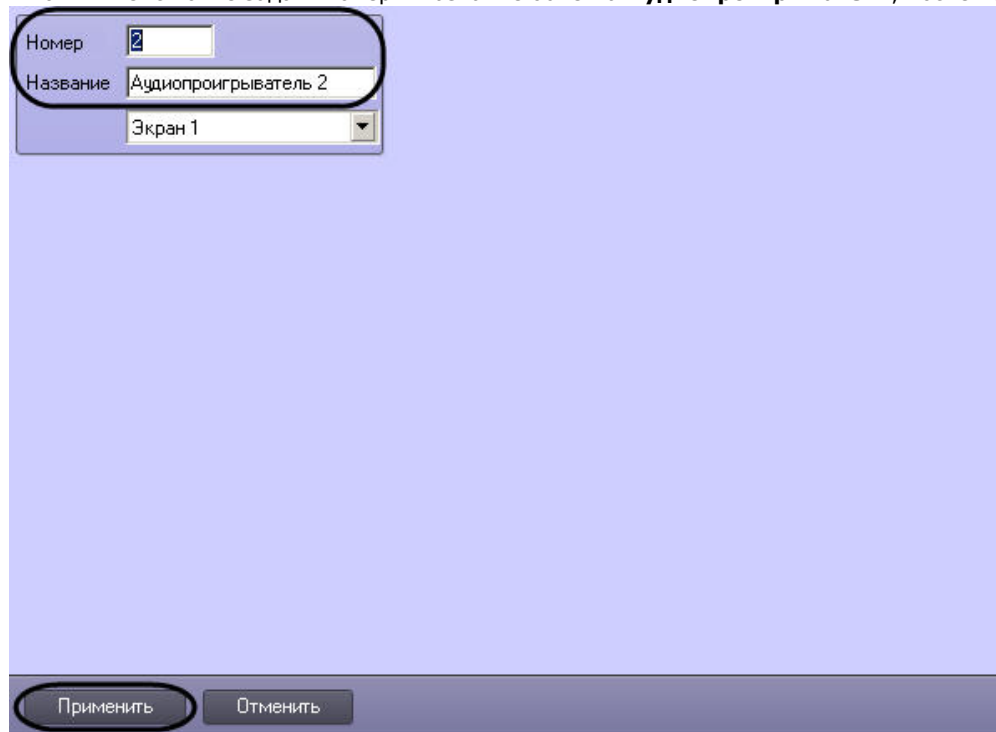 Номер 2
Название Аудиопроигрыватель 2
Экран 1
Применить Отменить